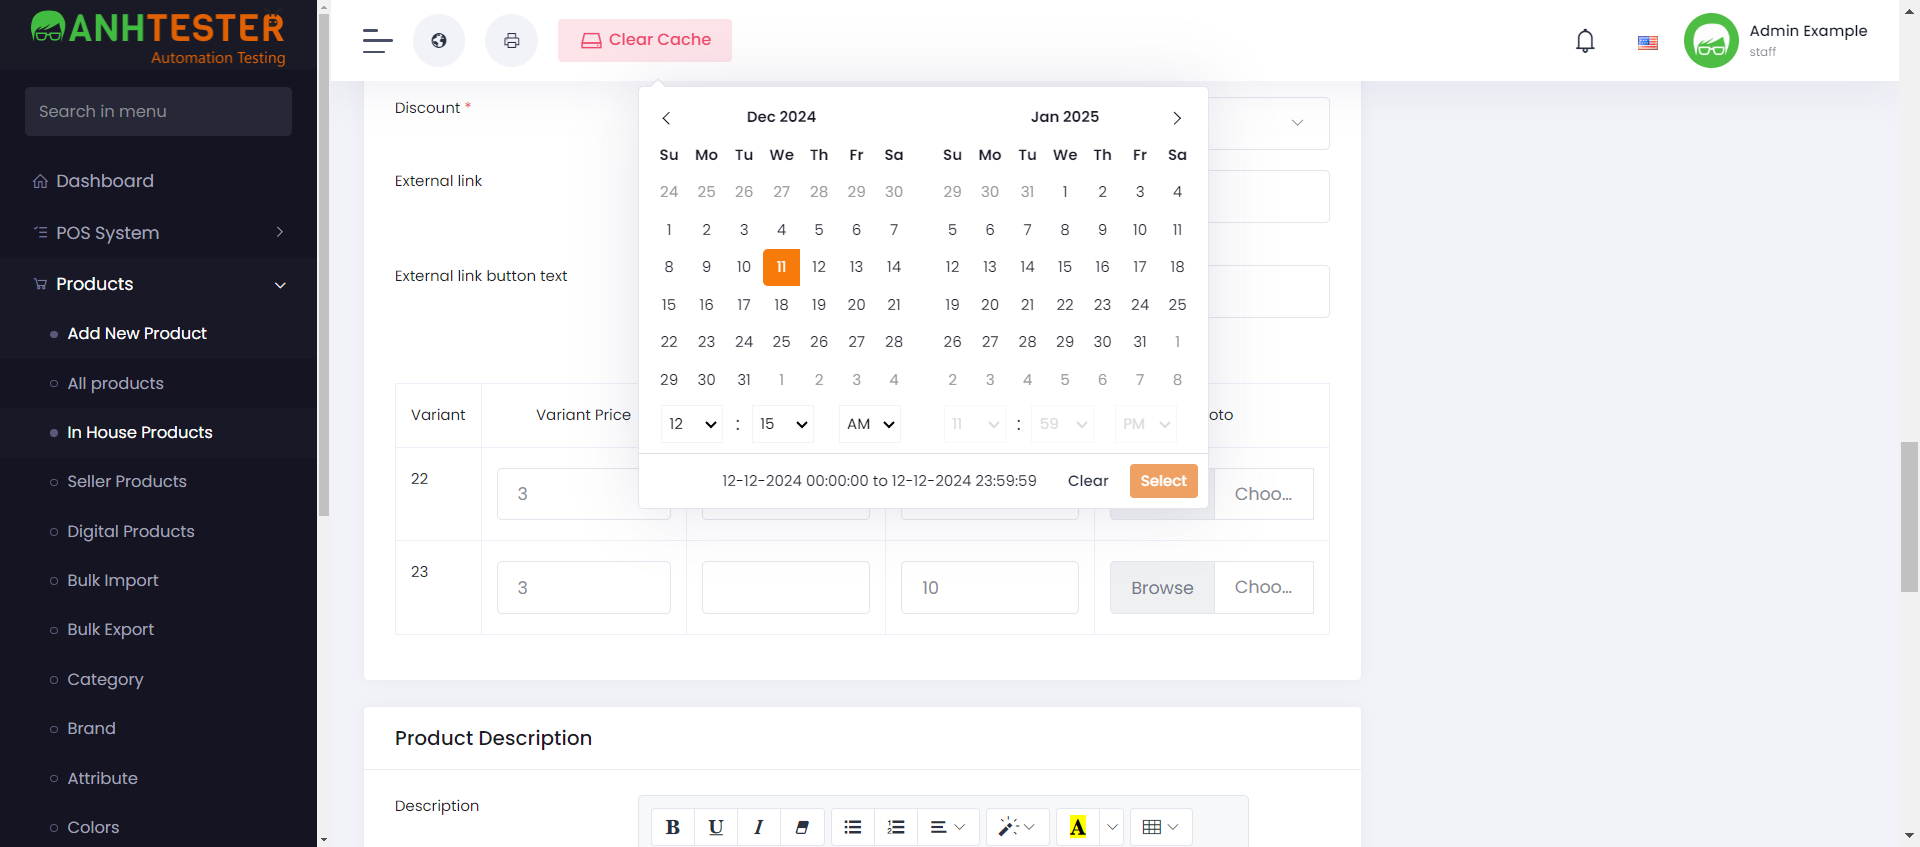 ANHTESTER
Automation Testing
Search in menu
Dashboard
POS System
Products
Add New Product
All products
In House Products
Seller Products
Digital Products
Bulk Import
Bulk Export
Category
Brand
Attribute
Colors
Clear Cache
Admin Example
staff
Discount *
External link
External link button text
Dec 2024
Su Mo Tu We Th Fr Sa
24 25 26 27 28 29 30
1 2 3 4 5 6 7
8 9 10 11 12 13 14
15 16 17 18 19 20 21
22 23 24 25 26 27 28
29 30 31 1 2 3 4
12 : 15 AM
Jan 2025
Su Mo Tu We Th Fr Sa
29 30 31 1 2 3 4
5 6 7 8 9 10 11
12 13 14 15 16 17 18
19 20 21 22 23 24 25
26 27 28 29 30 31 1
2 3 4 5 6 7 8
11 : 59 PM
12-12-2024 00:00:00 to 12-12-2024 23:59:59 Clear Select
Variant Variant Price oto
22 3 Choo...
23 3 10 Browse Choo...
Product Description
Description
B U I A